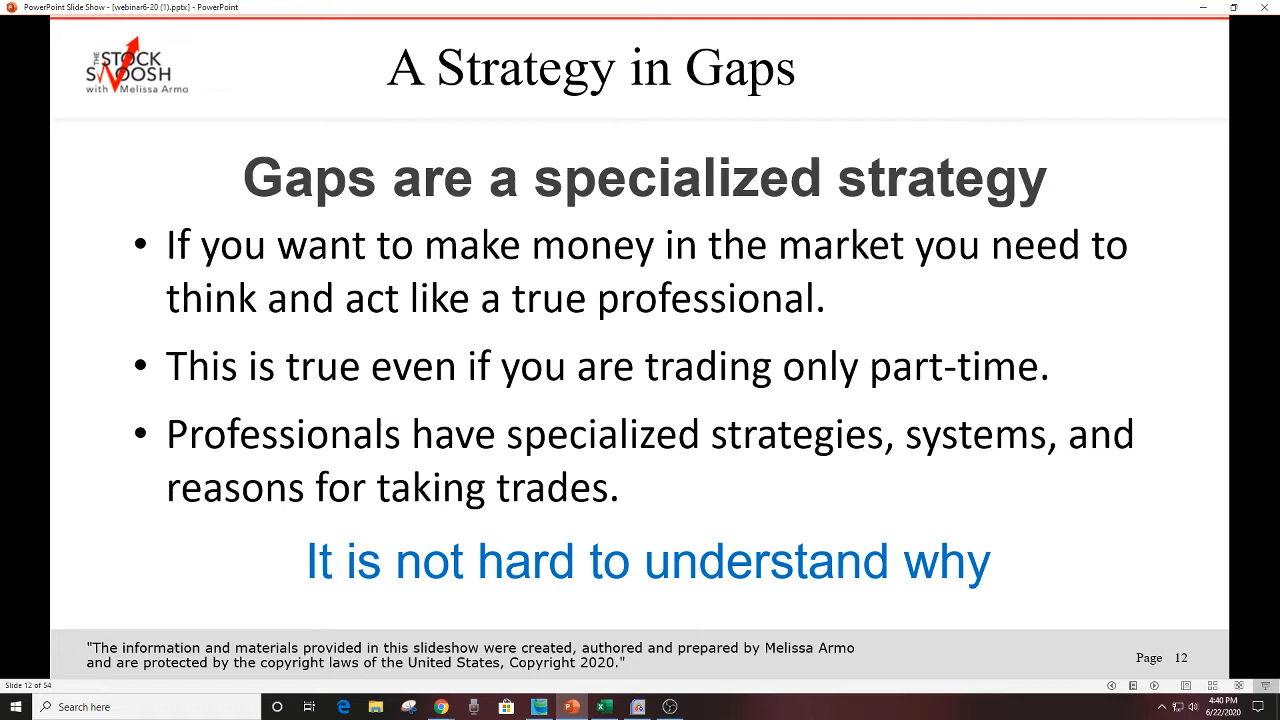 PowerPoint Slide Show - [webinar6-20 (1).pptx] - PowerPoint
THE STOCK
SWOOSH
with Melissa Armo
A Strategy in Gaps
Gaps are a specialized strategy
• If you want to make money in the market you need to
think and act like a true professional.
• This is true even if you are trading only part-time.
• Professionals have specialized strategies, systems, and
reasons for taking trades.
It is not hard to understand why
"The information and materials provided in this slideshow were created, authored and prepared by Melissa Armo
and are protected by the copyright laws of the United States, Copyright 2020."
Page 12
Slide 12 of 54
Search here
4:40 PM
6/22/2020